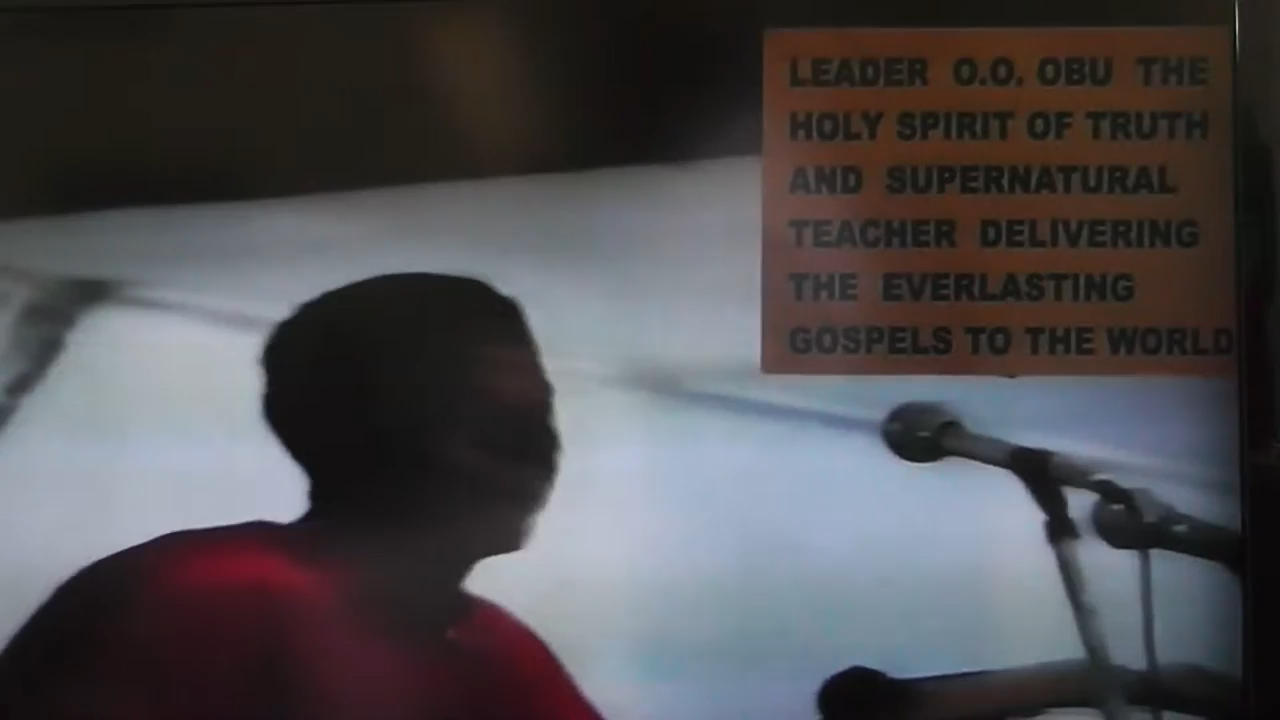 LEADER O.O. OBU THE
HOLY SPIRIT OF TRUTH
AND SUPERNATURAL
TEACHER DELIVERING
THE EVERLASTING
GOSPELS TO THE WORLD